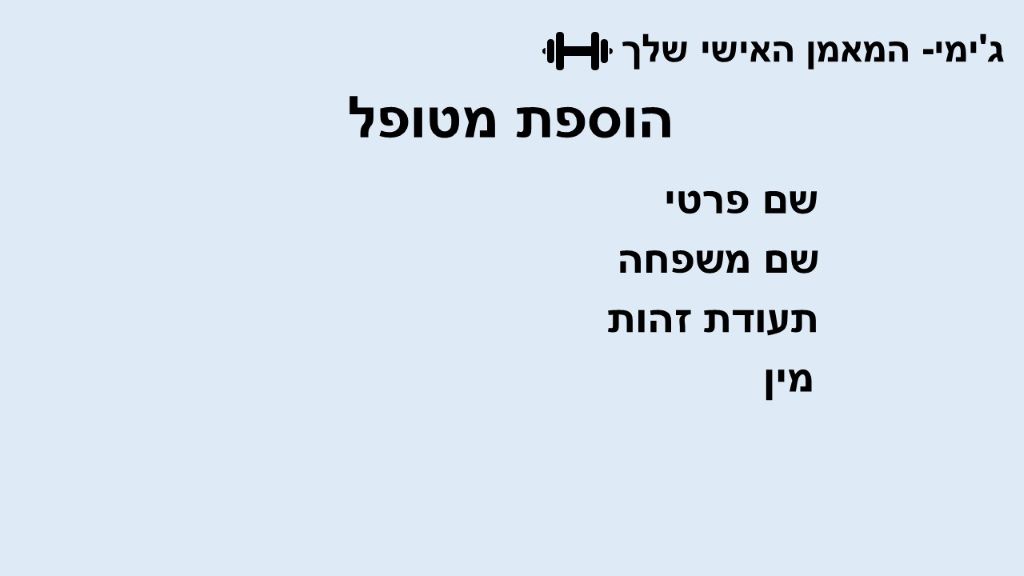 ג'ימי- המאמן האישי שלך
הוספת מטופל
שם פרטי
שם משפחה
תעודת זהות
מין